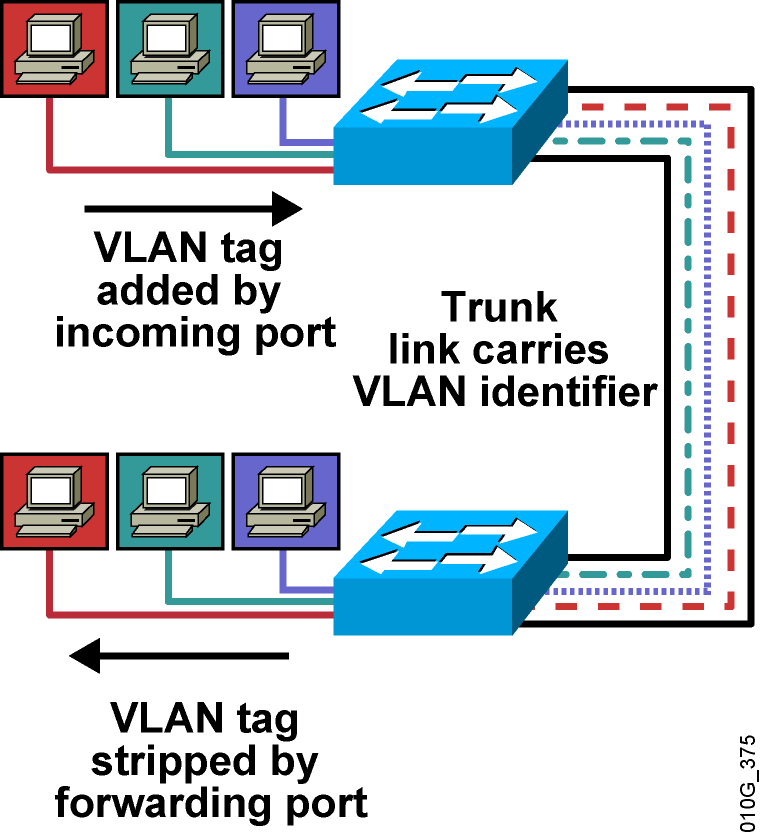 VLAN tag
added by
incoming port
Trunk
link carries
VLAN identifier
VLAN tag
stripped by
forwarding port
010G_375